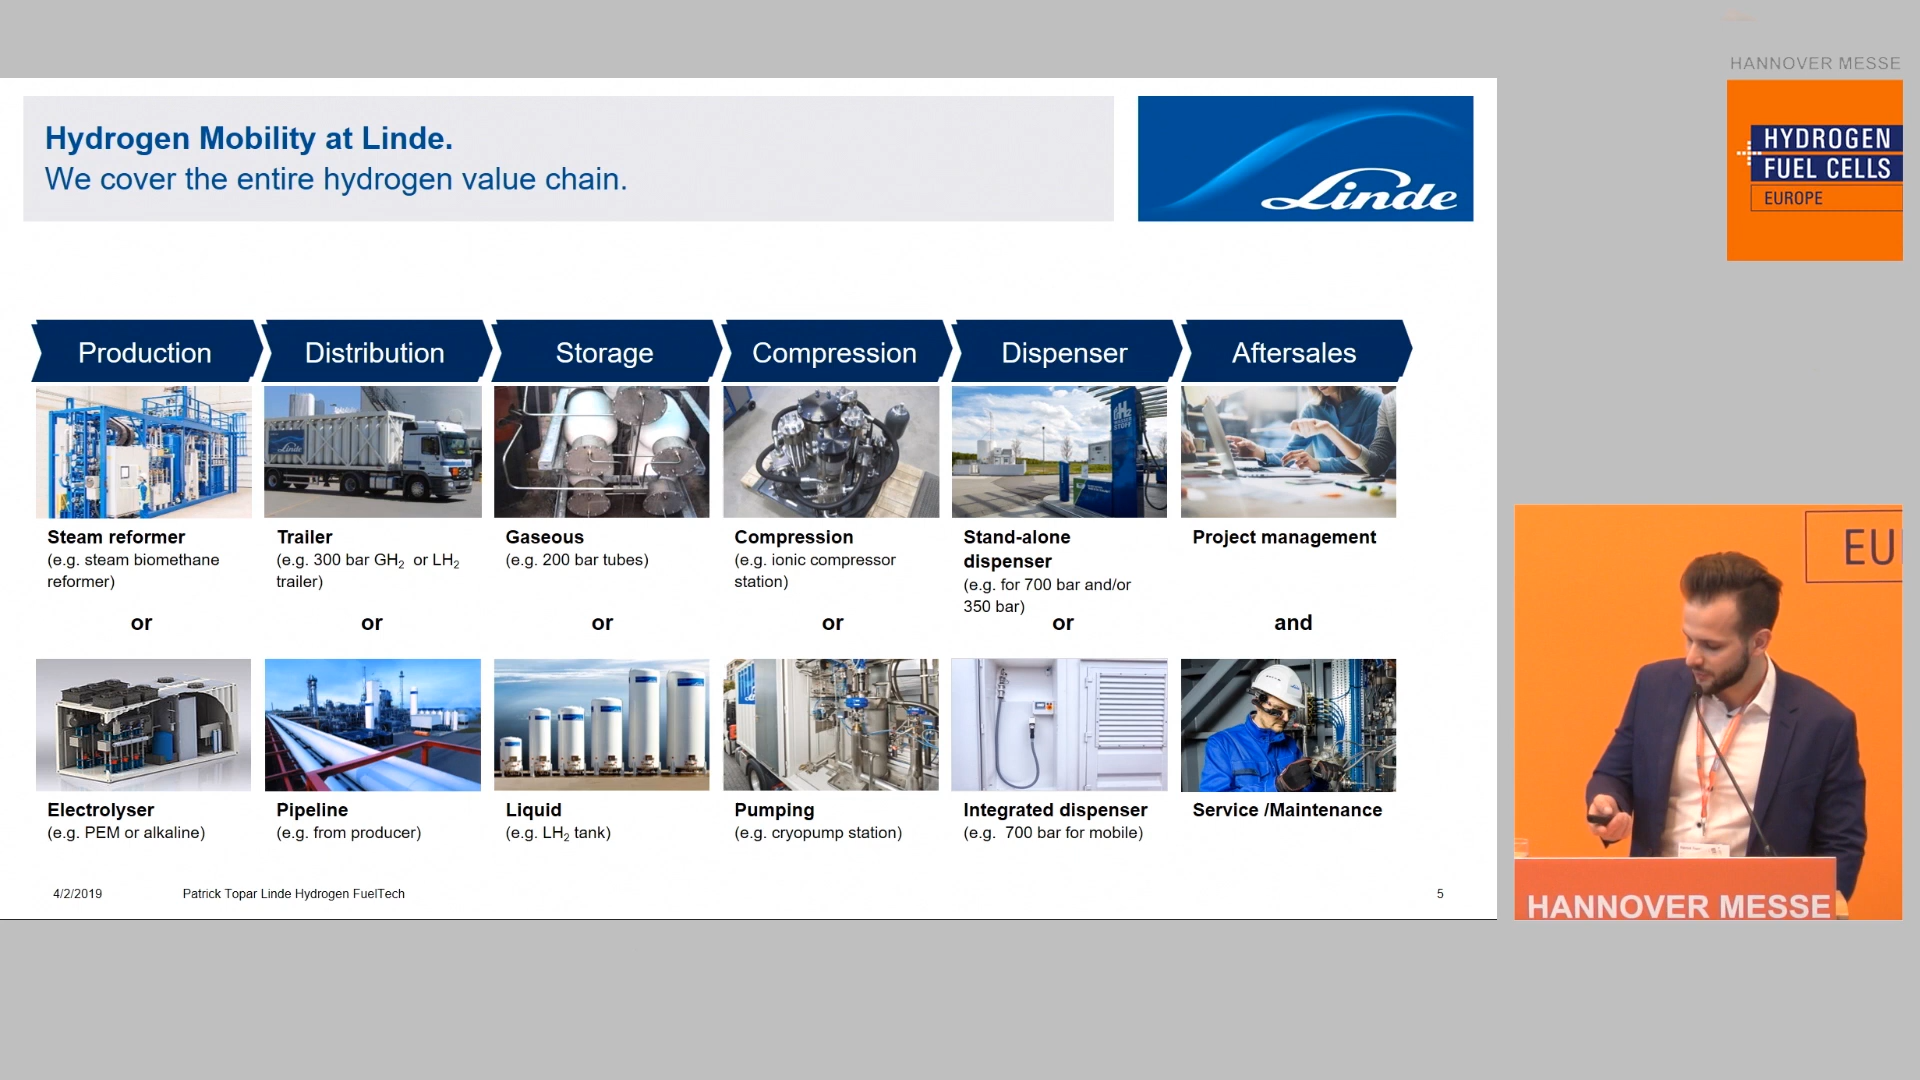 HANNOVER MESSE
HYDROGEN
FUEL CELLS
EUROPE
Hydrogen Mobility at Linde.
We cover the entire hydrogen value chain.
Linde
Production
Distribution
Storage
Compression
Dispenser
Aftersales
Linde
H2
Steam reformer
(e.g. steam biomethane
reformer)
Trailer
(e.g. 300 bar GH₂ or LH₂
trailer)
Gaseous
(e.g. 200 bar tubes)
Compression
(e.g. ionic compressor
station)
Stand-alone
dispenser
(e.g. for 700 bar and/or
350 bar)
Project management
or
or
or
or
or
and
Electrolyser
(e.g. PEM or alkaline)
Pipeline
(e.g. from producer)
Liquid
(e.g. LH₂ tank)
Pumping
(e.g. cryopump station)
Integrated dispenser
(e.g. 700 bar for mobile)
Service /Maintenance
4/2/2019
Patrick Topar Linde Hydrogen FuelTech
5
EU
HANNOVER MESSE